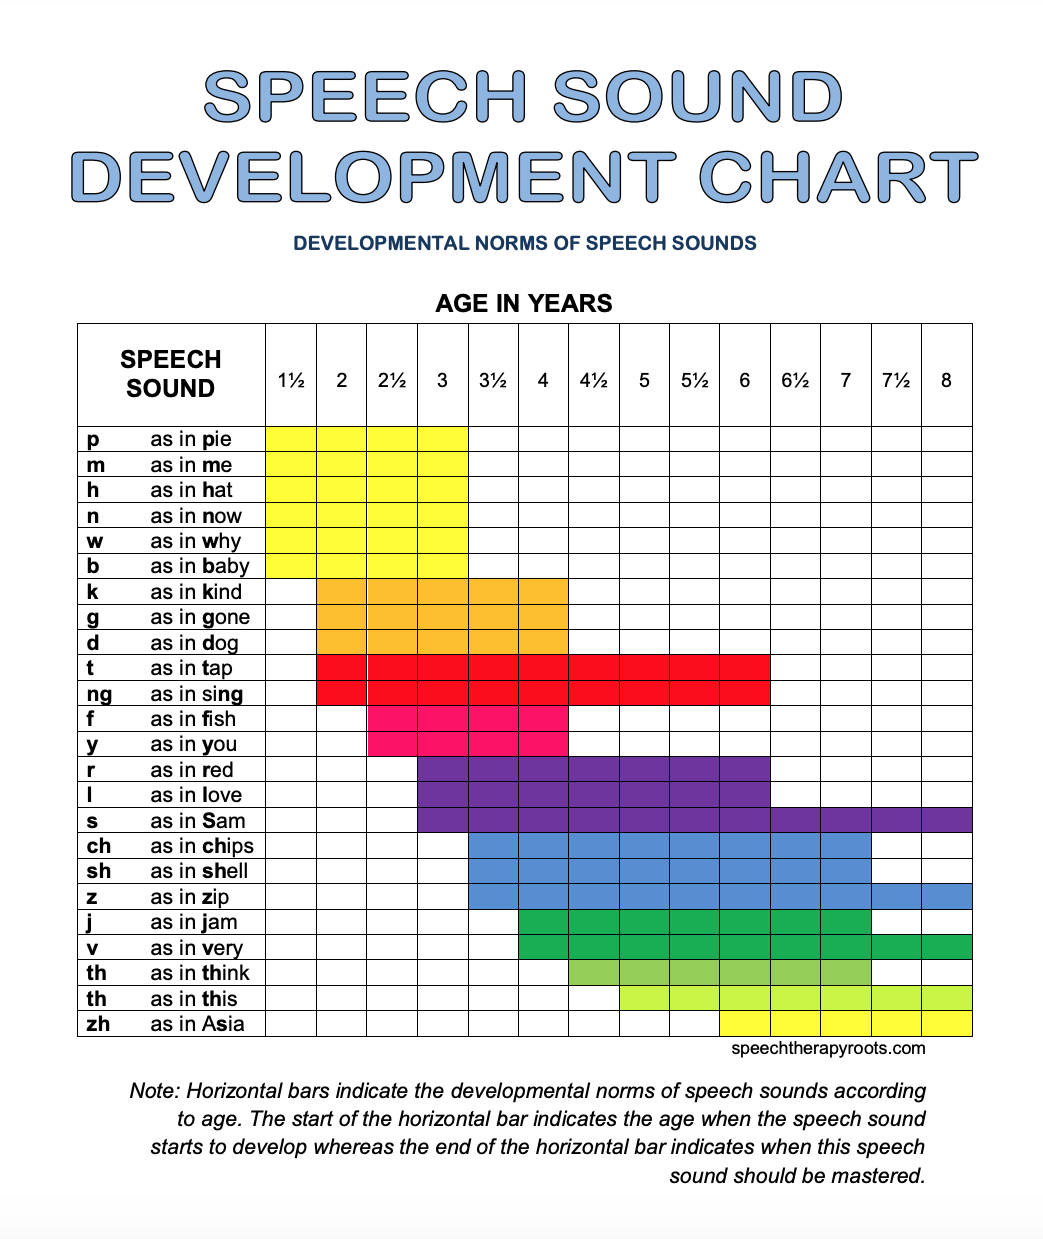 SPEECH SOUND
DEVELOPMENT CHART
DEVELOPMENTAL NORMS OF SPEECH SOUNDS
AGE IN YEARS
SPEECH
SOUND
1½ 2 2½ 3 3½ 4 4½ 5 5½ 6 6½ 7 7½ 8
p as in pie
m as in me
h as in hat
n as in now
w as in why
b as in baby
k as in kind
g as in gone
d as in dog
t as in tap
ng as in sing
f as in fish
y as in you
r as in red
l as in love
s as in Sam
ch as in chips
sh as in shell
z as in zip
j as in jam
v as in very
th as in think
th as in this
zh as in Asia
speechtherapyroots.com
Note: Horizontal bars indicate the developmental norms of speech sounds according
to age. The start of the horizontal bar indicates the age when the speech sound
starts to develop whereas the end of the horizontal bar indicates when this speech
sound should be mastered.